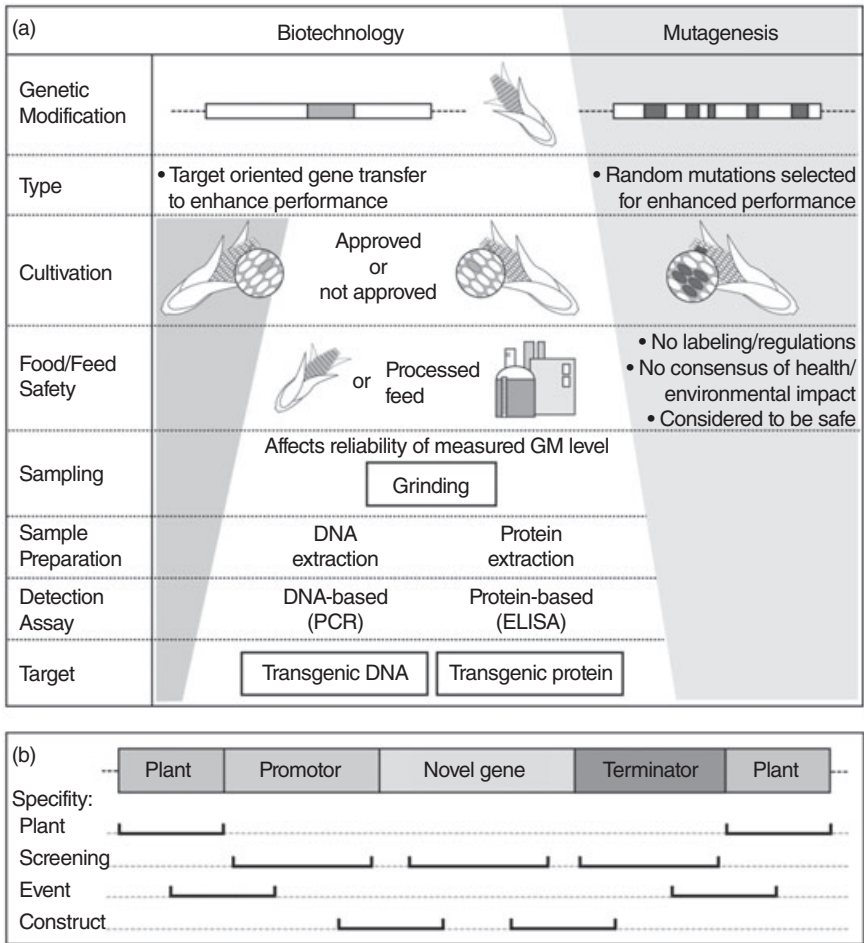 (a)
Biotechnology
Mutagenesis
Genetic
Modification
Type
• Target oriented gene transfer
to enhance performance
• Random mutations selected
for enhanced performance
Cultivation
Approved
or
not approved
Food/Feed
Safety
or
Processed
feed
• No labeling/regulations
• No consensus of health/
environmental impact
• Considered to be safe
Sampling
Affects reliability of measured GM level
Grinding
Sample
Preparation
DNA
extraction
Protein
extraction
Detection
Assay
DNA-based
(PCR)
Protein-based
(ELISA)
Target
Transgenic DNA
Transgenic protein
(b)
Plant
Promotor
Novel gene
Terminator
Plant
Specifity:
Plant
Screening
Event
Construct